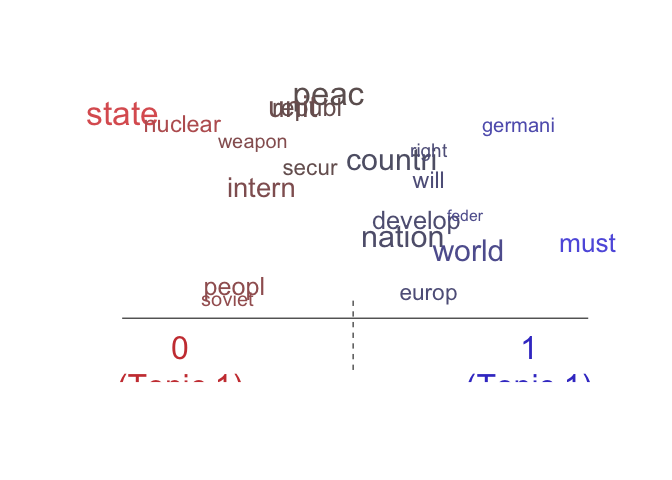 peac
unit
republ
state
nuclear
germani
weapon
right
countri
secur
will
intern
feder
develop
nation
must
world
peopl
europ
soviet
0
1
(Topic 1)
(Topic 1)